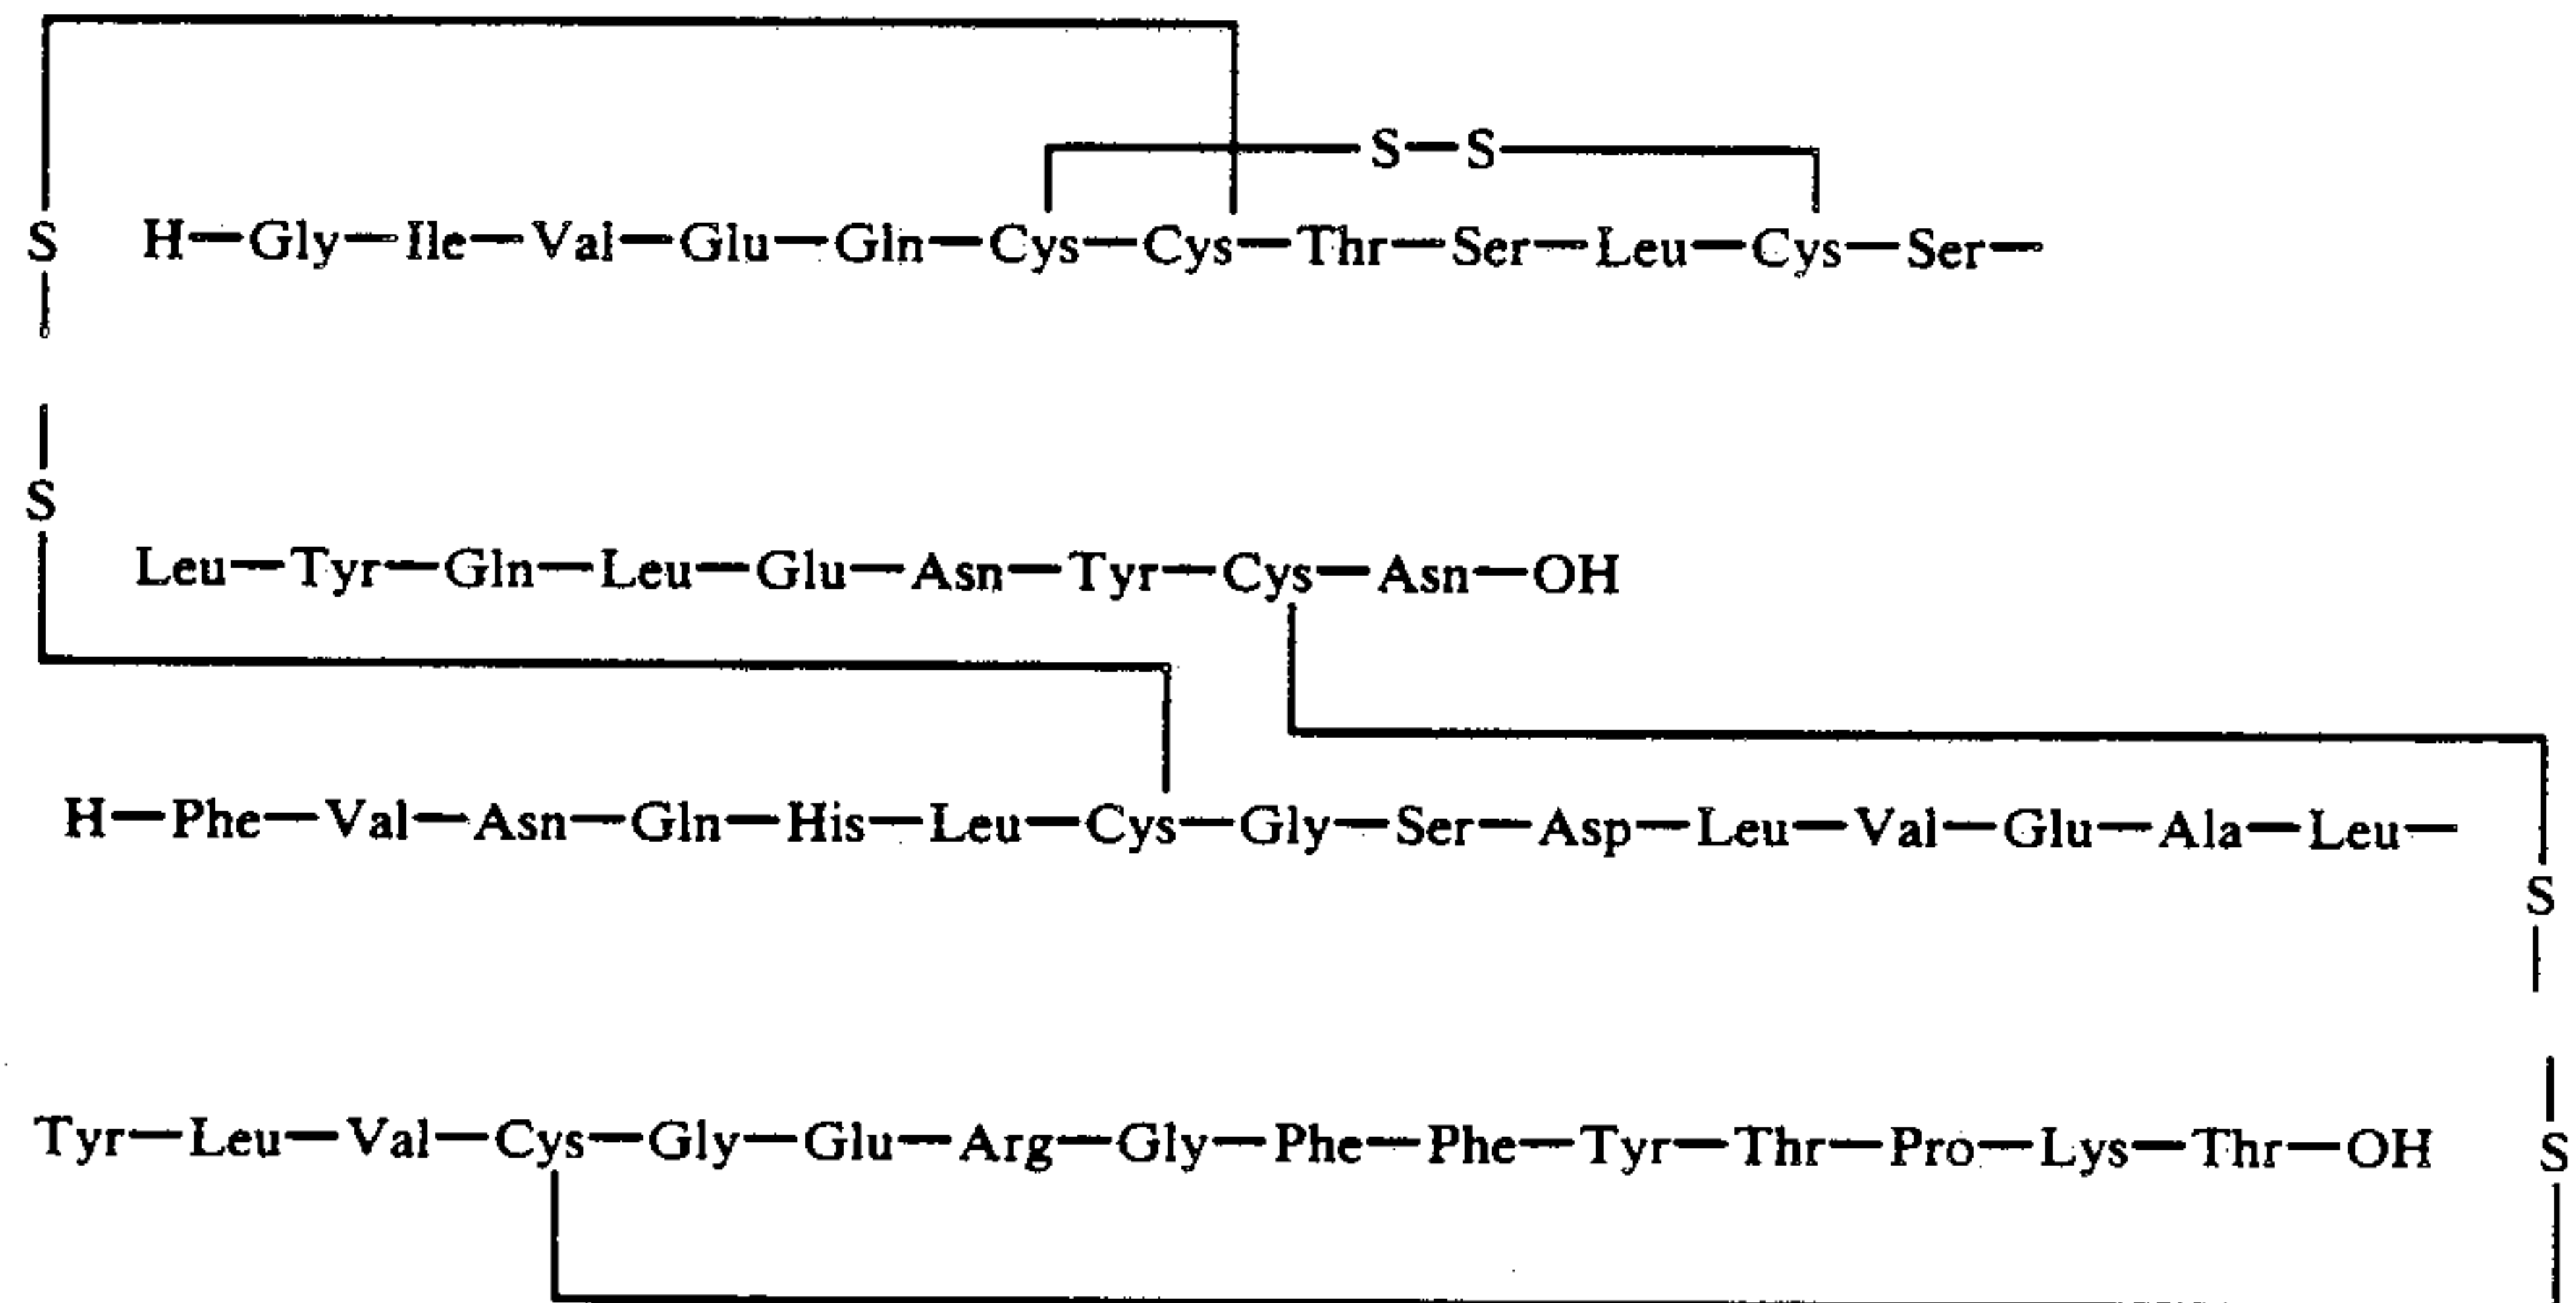 S—S
S H—Gly—Ile—Val—Glu—Gln—Cys—Cys—Thr—Ser—Leu—Cys—Ser—
S
Leu—Tyr—Gln—Leu—Glu—Asn—Tyr—Cys—Asn—OH
H—Phe—Val—Asn—Gln—His—Leu—Cys—Gly—Ser—Asp—Leu—Val—Glu—Ala—Leu—
S
Tyr—Leu—Val—Cys—Gly—Glu—Arg—Gly—Phe—Phe—Tyr—Thr—Pro—Lys—Thr—OH S